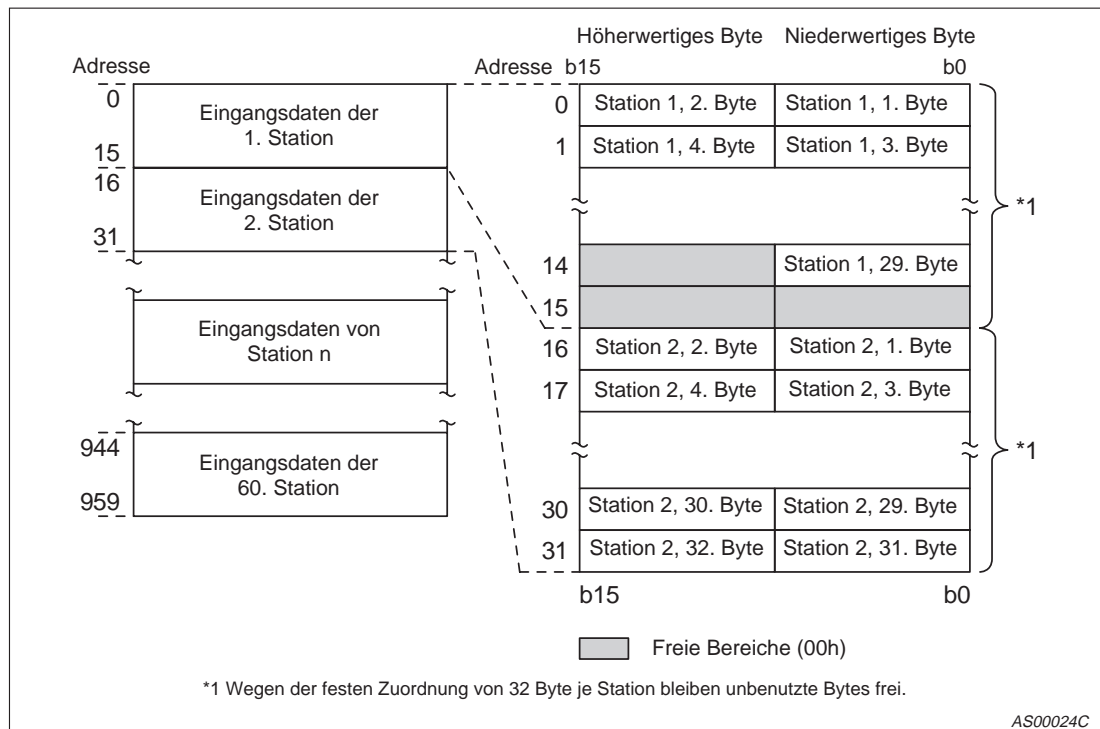 Höherwertiges Byte Niederwertiges Byte
Adresse Adresse b15 b0
0 Eingangsdaten der 1. Station 15
16 Eingangsdaten der 2. Station 31
Eingangsdaten von Station n
944 Eingangsdaten der 60. Station 959
0 Station 1, 2. Byte Station 1, 1. Byte
1 Station 1, 4. Byte Station 1, 3. Byte
*1
14 Station 1, 29. Byte
15
16 Station 2, 2. Byte Station 2, 1. Byte
17 Station 2, 4. Byte Station 2, 3. Byte
*1
30 Station 2, 30. Byte Station 2, 29. Byte
31 Station 2, 32. Byte Station 2, 31. Byte
b15 b0
Freie Bereiche (00h)
*1 Wegen der festen Zuordnung von 32 Byte je Station bleiben unbenutzte Bytes frei.
AS00024C